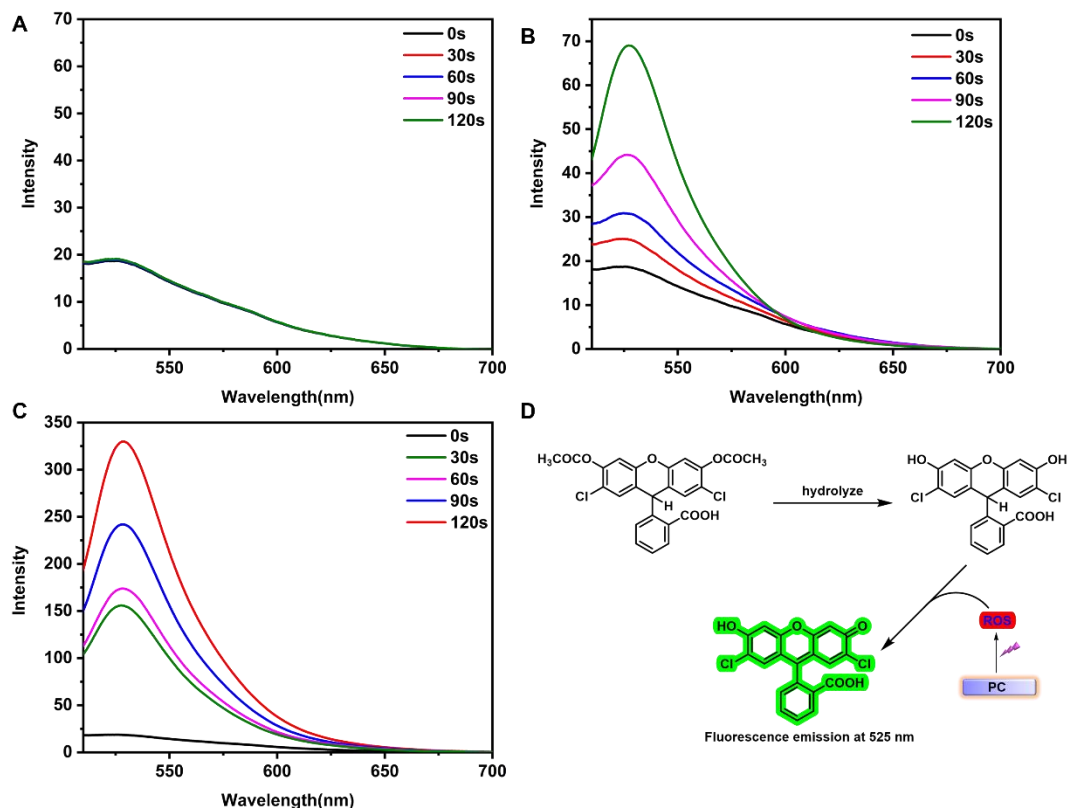 A
70
60
50
40
30
20
10
0
Intensity
550
600
650
700
Wavelength(nm)
0s
30s
60s
90s
120s
B
70
60
50
40
30
20
10
0
Intensity
550
600
650
700
Wavelength(nm)
0s
30s
60s
90s
120s
C
350
300
250
200
150
100
50
0
Intensity
550
600
650
700
Wavelength(nm)
0s
30s
60s
90s
120s
D
CH3OCO O OCOCH3
Cl H Cl
COOH
hydrolyze
HO O OH
Cl H Cl
COOH
HO O O
Cl Cl
COOH
ROS
PC
Fluorescence emission at 525 nm